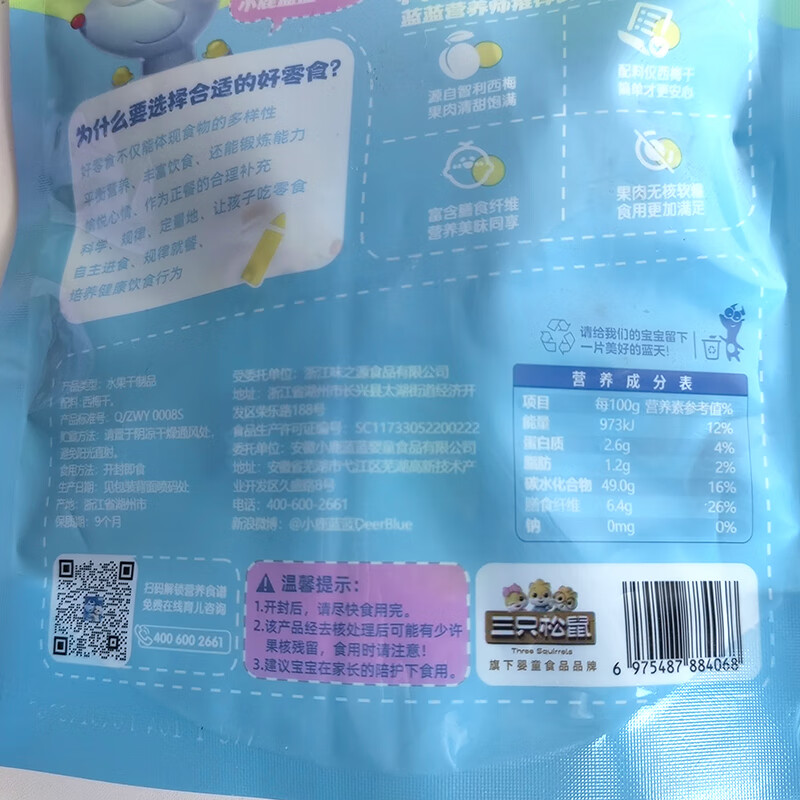 小鹿蓝蓝
为什么要选择合适的好零食?
好零食不仅能体现食物的多样性
平衡营养、丰富饮食、还能锻炼能力
愉悦心情、作为正餐的合理补充
科学、规律、定量地、让孩子吃零食
自主进食、规律就餐、
培养健康饮食行为
源自智利西梅
果肉清甜饱满
配料仅西梅干
简单才更安心
富含膳食纤维
营养美味同享
果肉无核软糯
食用更加满足
请给我们的宝宝留下
一片美好的蓝天!
产品类型: 水果干制品
配料: 西梅干。
产品标准号: Q/ZWY 0008S
贮存方法: 请置于阴凉干燥通风处,
避免阳光直射。
食用方法: 开封即食
生产日期: 见包装背面喷码处
产地: 浙江省湖州市
保质期: 9个月
受委托单位: 浙江味之源食品有限公司
地址: 浙江省湖州市长兴县太湖街道经济开
发区荣乐路188号
食品生产许可证编号: SC11733052200222
委托单位: 安徽小鹿蓝蓝婴童食品有限公司
地址: 安徽省芜湖市弋江区芜湖高新技术产
业开发区久盛路8号
电话: 400-600-2661
新浪微博: @小鹿蓝蓝DeerBlue
营养成分表
项目 每100g 营养素参考值%
能量 973kJ 12%
蛋白质 2.6g 4%
脂肪 1.2g 2%
碳水化合物 49.0g 16%
膳食纤维 6.4g 26%
钠 0mg 0%
扫码解锁营养食谱
免费在线育儿咨询
400 600 2661
温馨提示:
1.开封后,请尽快食用完。
2.该产品经去核处理后可能有少许
果核残留,食用时请注意!
3.建议宝宝在家长的陪护下食用。
三只松鼠
Three Squirrels
旗下婴童食品品牌
6 975487 884068